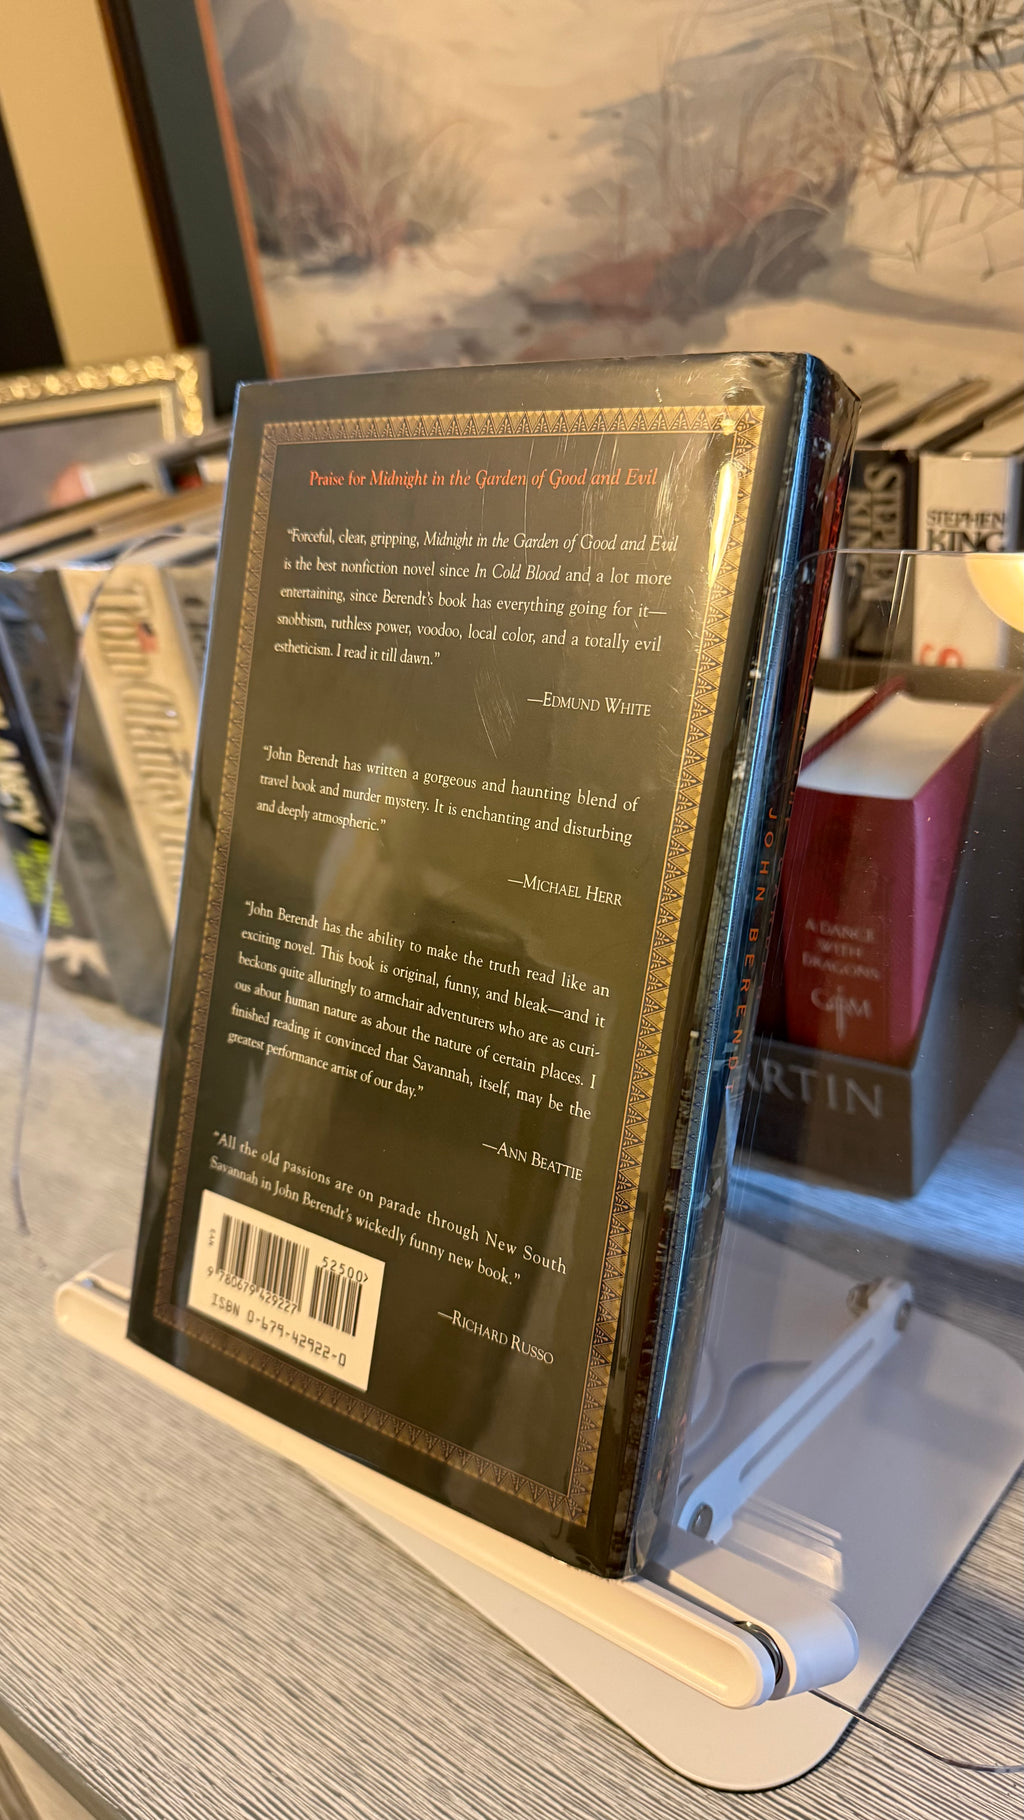 Praise for Midnight in the Garden of Good and Evil
“Forceful, clear, gripping, Midnight in the Garden of Good and Evil
is the best nonfiction novel since In Cold Blood and a lot more
entertaining, since Berendt’s book has everything going for it—
snobbism, ruthless power, voodoo, local color, and a totally evil
estheticism. I read it till dawn.”
—EDMUND WHITE
“John Berendt has written a gorgeous and haunting blend of
travel book and murder mystery. It is enchanting and disturbing
and deeply atmospheric.”
—MICHAEL HERR
“John Berendt has the ability to make the truth read like an
exciting novel. This book is original, funny, and bleak—and it
beckons quite alluringly to armchair adventurers who are as curi-
ous about human nature as about the nature of certain places. I
finished reading it convinced that Savannah, itself, may be the
greatest performance artist of our day.”
—ANN BEATTIE
“All the old passions are on parade through New South
Savannah in John Berendt’s wickedly funny new book.”
—RICHARD RUSSO
EAN
52500>
9 780679 429227
ISBN 0-679-42922-0
JOHN BERENDT
STEPHEN
KING
STEPHEN
KING
A DANCE
WITH
DRAGONS
GRRM
ARTIN
Tom Clancy